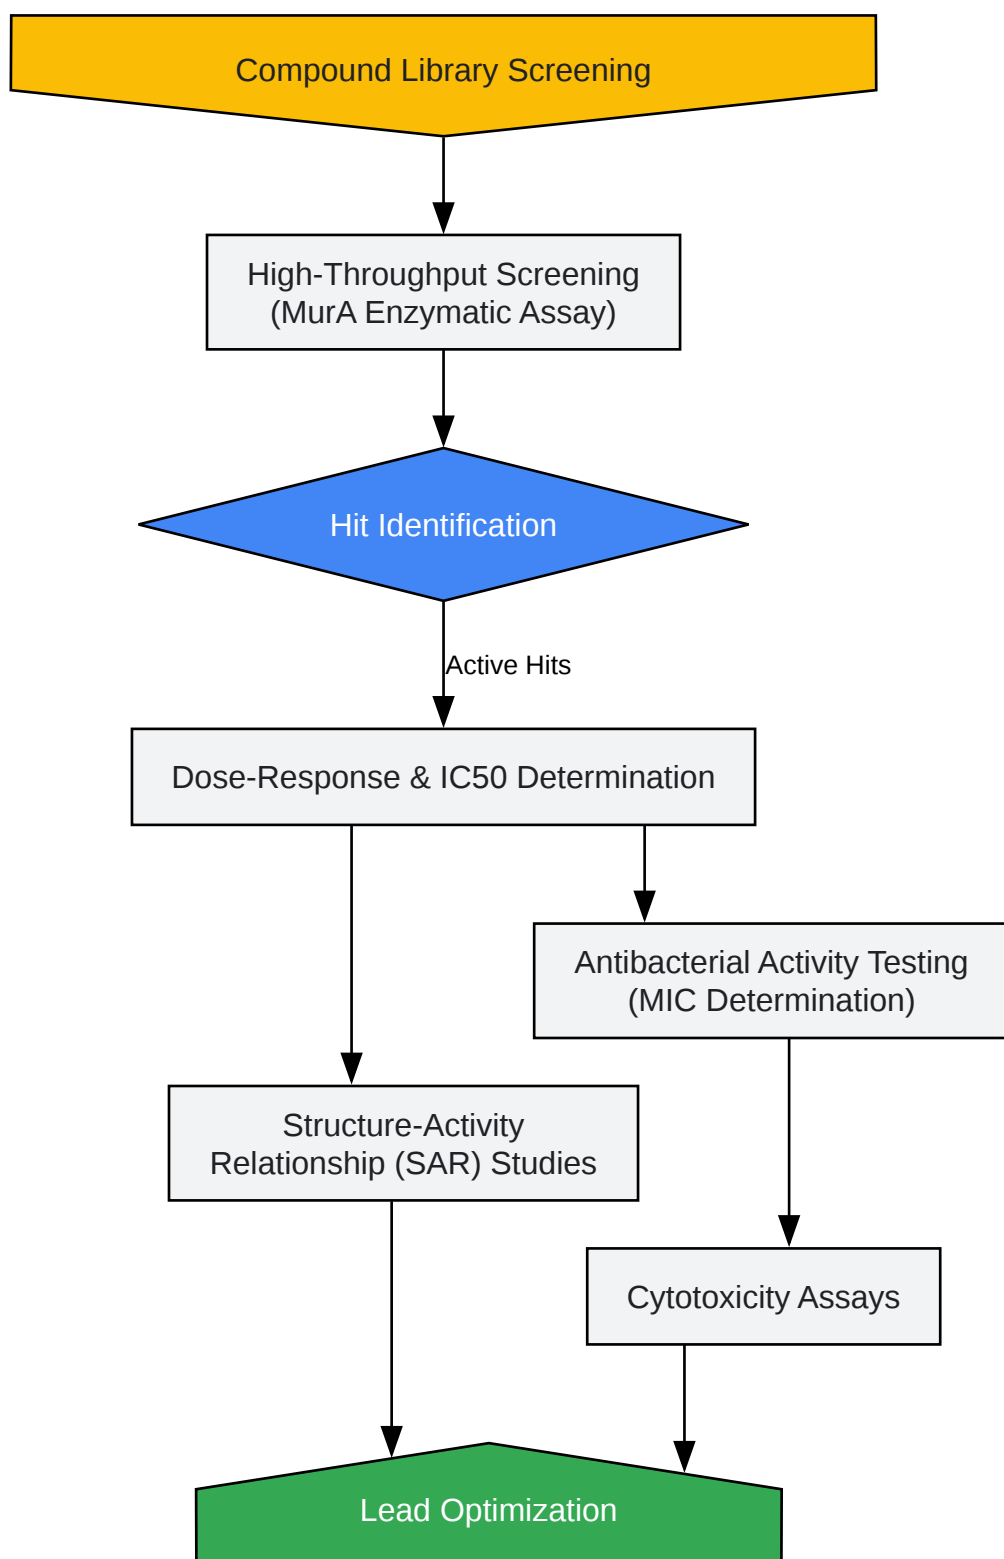 Compound Library Screening
High-Throughput Screening
(MurA Enzymatic Assay)
Hit Identification
Active Hits
Dose-Response & IC50 Determination
Antibacterial Activity Testing
(MIC Determination)
Structure-Activity
Relationship (SAR) Studies
Cytotoxicity Assays
Lead Optimization